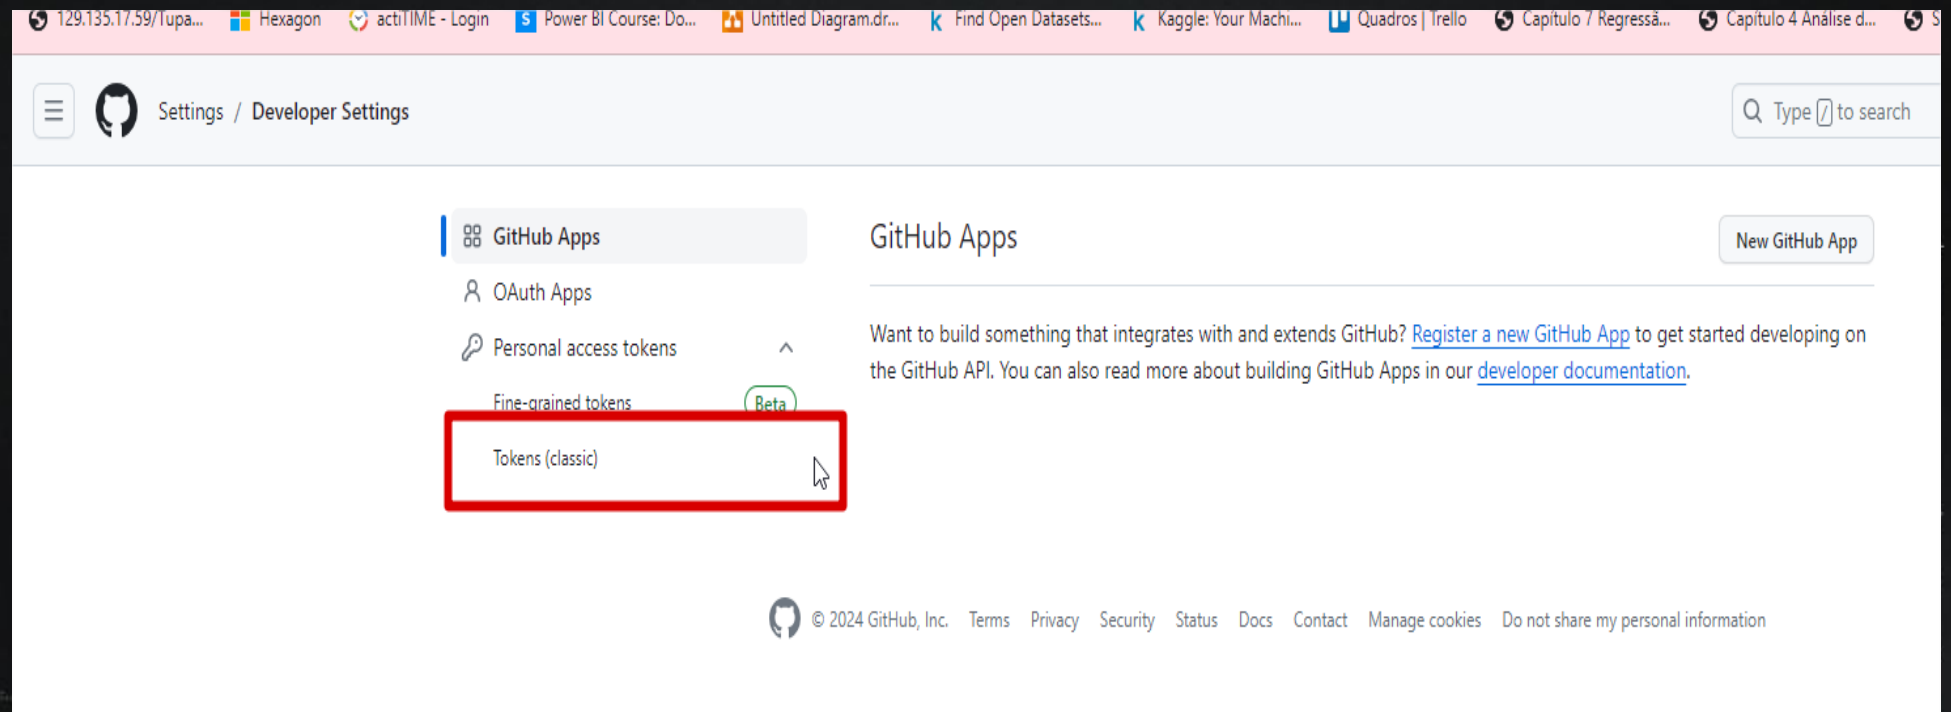 129.135.17.59/Tupa... Hexagon actiTIME - Login S Power BI Course: Do... Untitled Diagram.dr... k Find Open Datasets... k Kaggle: Your Machi... Quadros | Trello Capítulo 7 Regressã... Capítulo 4 Análise d... S
Settings / Developer Settings
Type / to search
GitHub Apps
OAuth Apps
Personal access tokens
Fine-grained tokens Beta
Tokens (classic)
GitHub Apps
New GitHub App
Want to build something that integrates with and extends GitHub? Register a new GitHub App to get started developing on
the GitHub API. You can also read more about building GitHub Apps in our developer documentation.
© 2024 GitHub, Inc. Terms Privacy Security Status Docs Contact Manage cookies Do not share my personal information